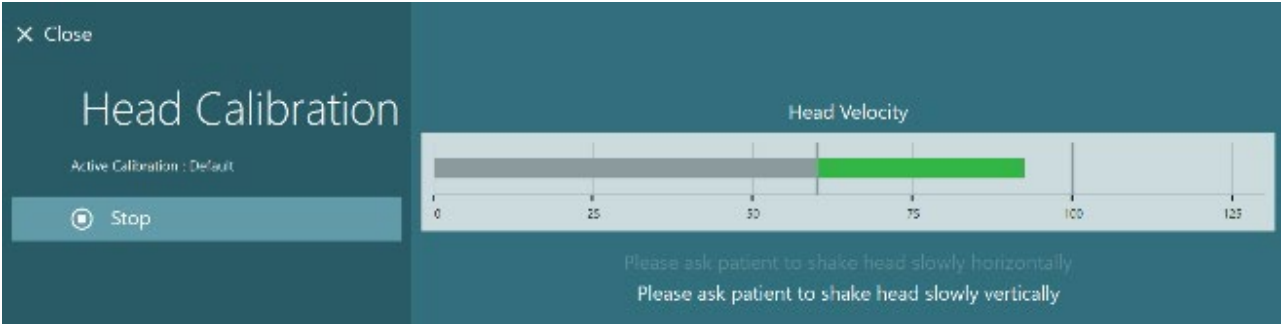 Close
Head Calibration
Active Calibration : Default
Stop
Head Velocity
0 25 50 75 100 125
Please ask patient to shake head slowly horizontally
Please ask patient to shake head slowly vertically